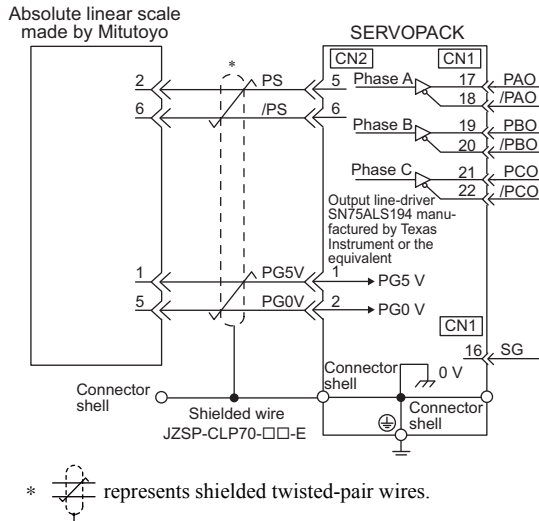 Absolute linear scale
made by Mitutoyo
SERVOPACK
*
CN2
CN1
2
PS
5
Phase A
17
PAO
18
/PAO
6
/PS
6
Phase B
19
PBO
20
/PBO
Phase C
21
PCO
22
/PCO
Output line-driver
SN75ALS194 manu-
factured by Texas
Instrument or the
equivalent
1
PG5V
1
PG5 V
5
PG0V
2
PG0 V
CN1
16
SG
Connector
shell
0 V
Connector
shell
Connector
shell
Shielded wire
JZSP-CLP70-□□-E
* represents shielded twisted-pair wires.